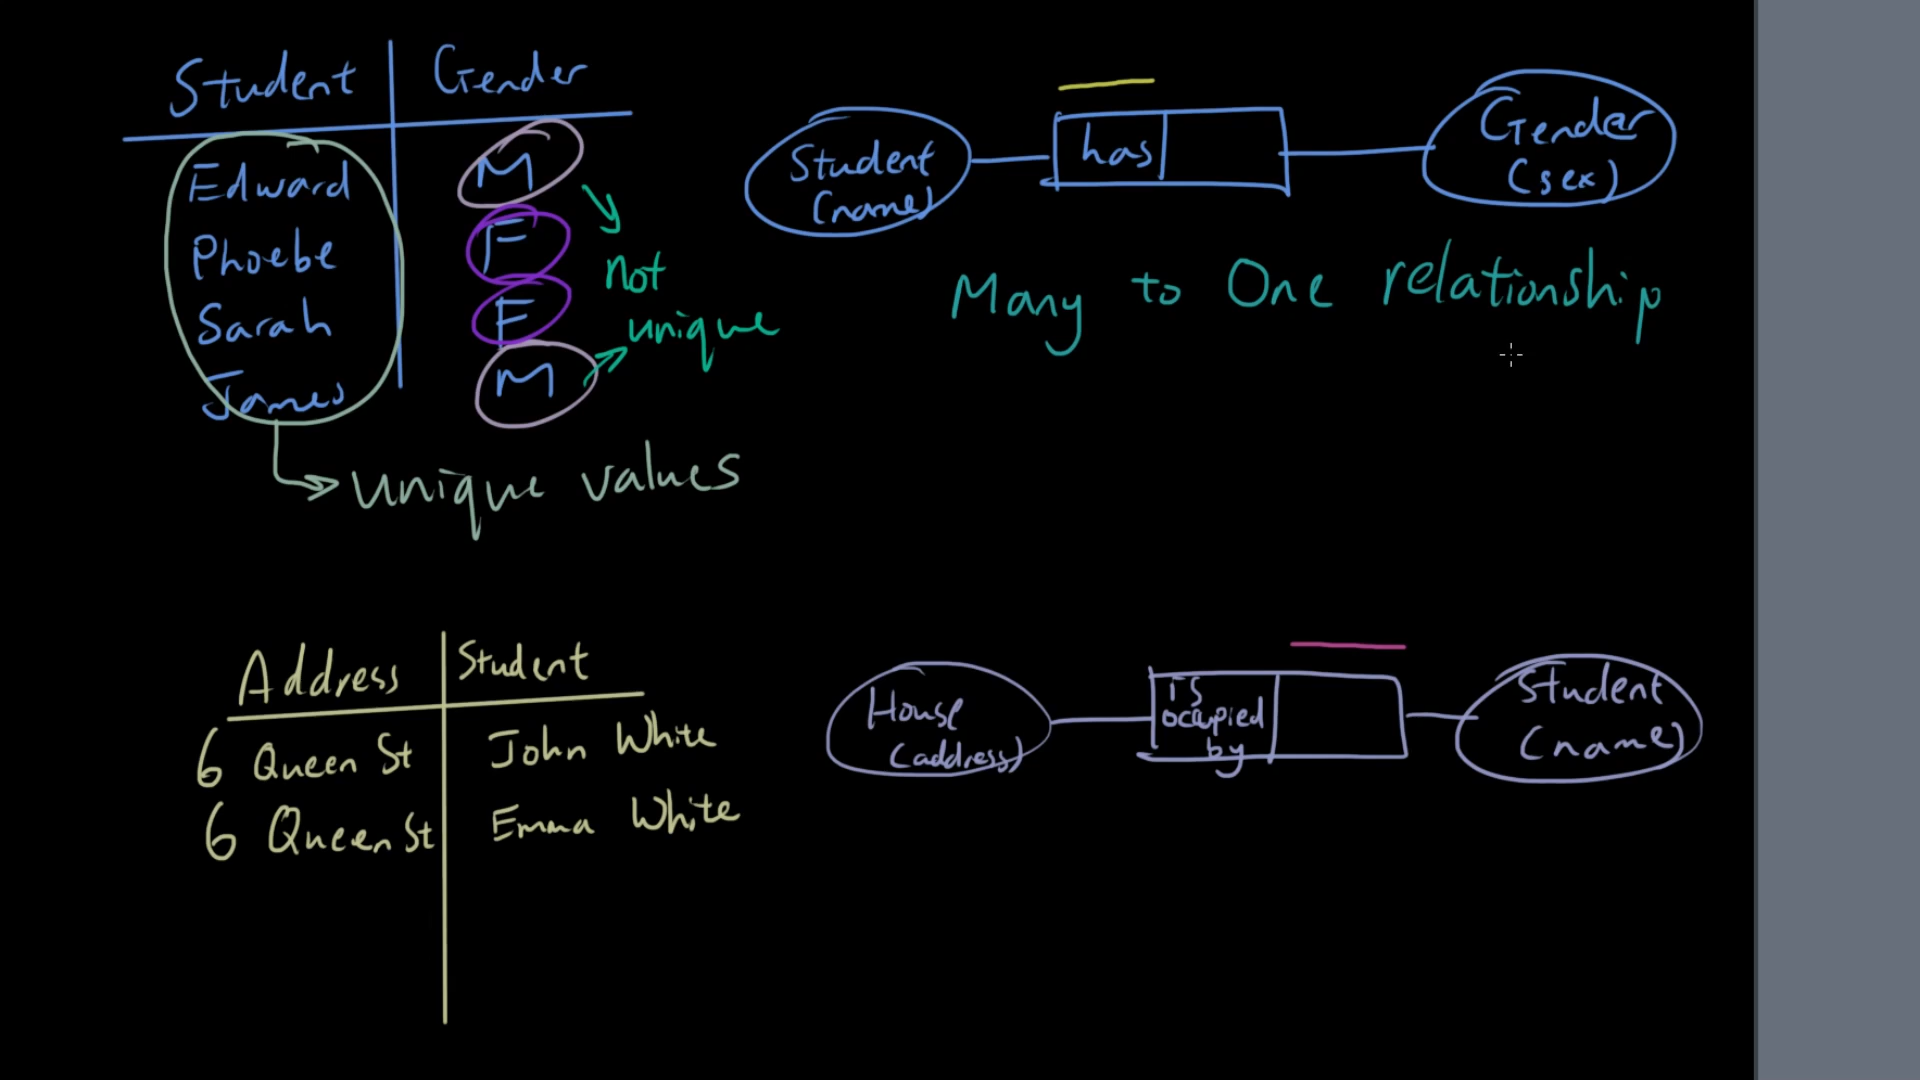 Student Gender
Edward M
Phoebe F
Sarah F
James M
not
unique
unique values
Student
(name)
has
Gender
(sex)
Many to One relationship
Address Student
6 Queen St John White
6 Queen St Emma White
House
(address)
is
occupied
by
Student
(name)